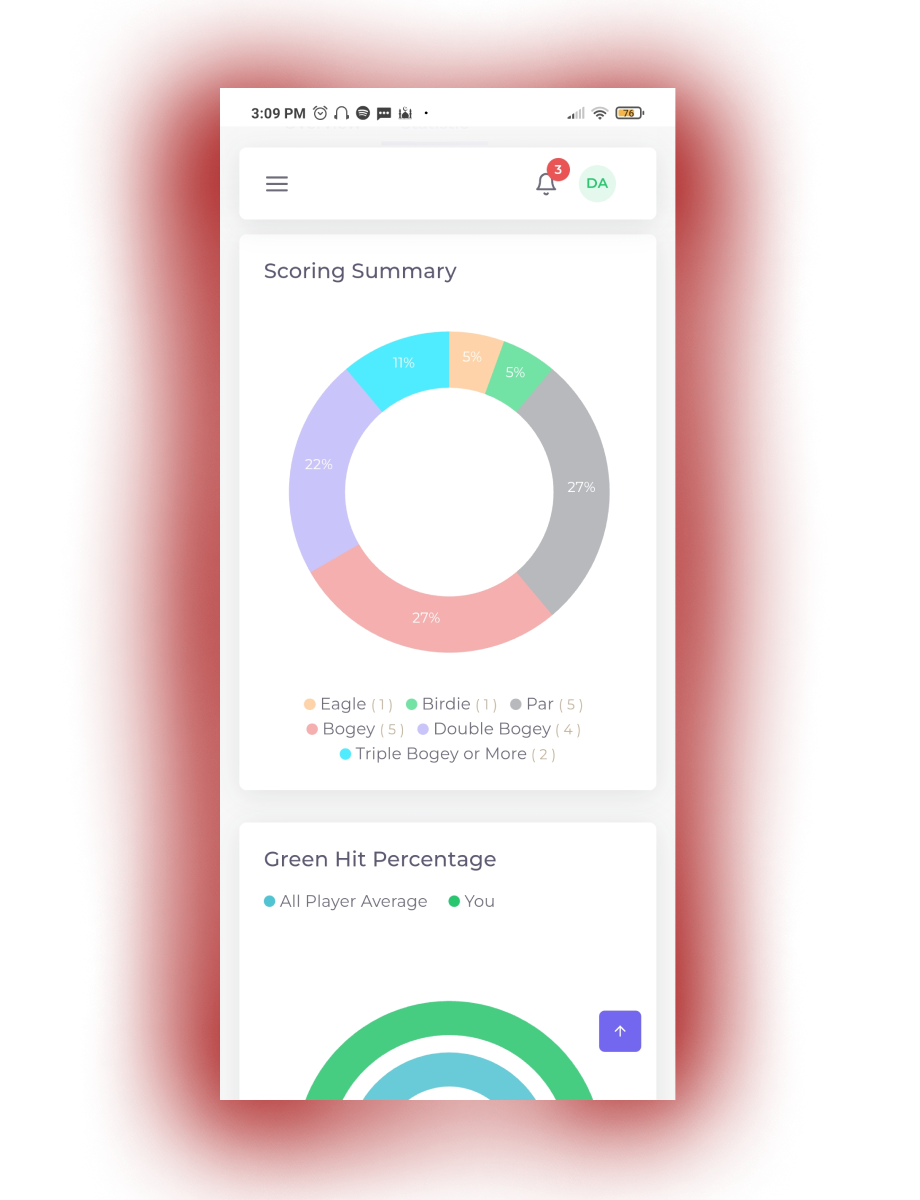 3:09 PM 76
3
DA
Scoring Summary
11% 5%
5%
22%
27%
27%
Eagle ( 1 ) Birdie ( 1 ) Par ( 5 )
Bogey ( 5 ) Double Bogey ( 4 )
Triple Bogey or More ( 2 )
Green Hit Percentage
All Player Average You